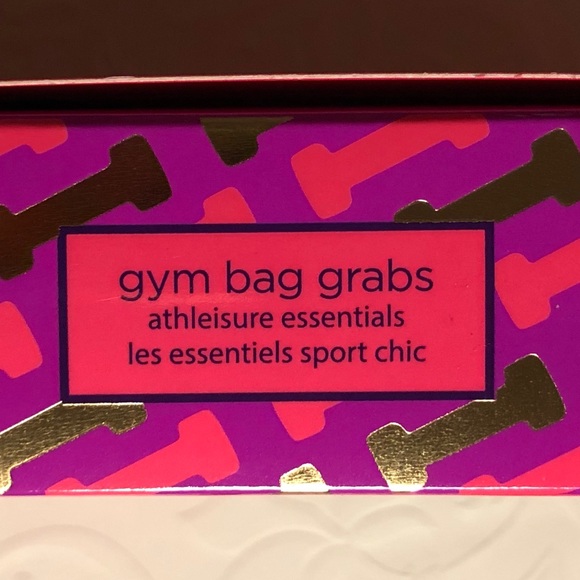 gym bag grabs
athleisure essentials
les essentiels sport chic